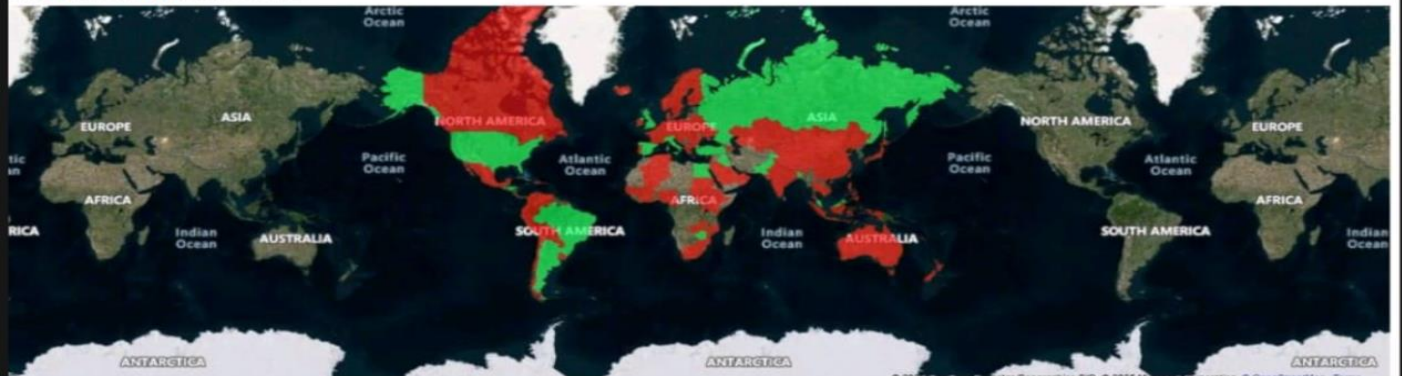 Arctic
Ocean
Arctic
Ocean
EUROPE
ASIA
NORTH AMERICA
EUROPE
ASIA
NORTH AMERICA
EUROPE
tic
an
Pacific
Ocean
Atlantic
Ocean
Pacific
Ocean
Atlantic
Ocean
AFRICA
AFRICA
AFRICA
RICA
Indian
Ocean
AUSTRALIA
SOUTH AMERICA
Indian
Ocean
AUSTRALIA
SOUTH AMERICA
Indian
Ocean
ANTARCTICA
ANTARCTICA
ANTARCTICA